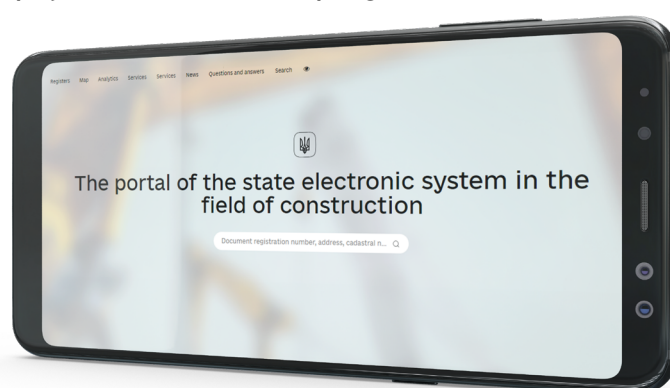 Registers Map Analytics Services Services News Questions and answers Search
The portal of the state electronic system in the
field of construction
Document registration number, address, cadastral n...